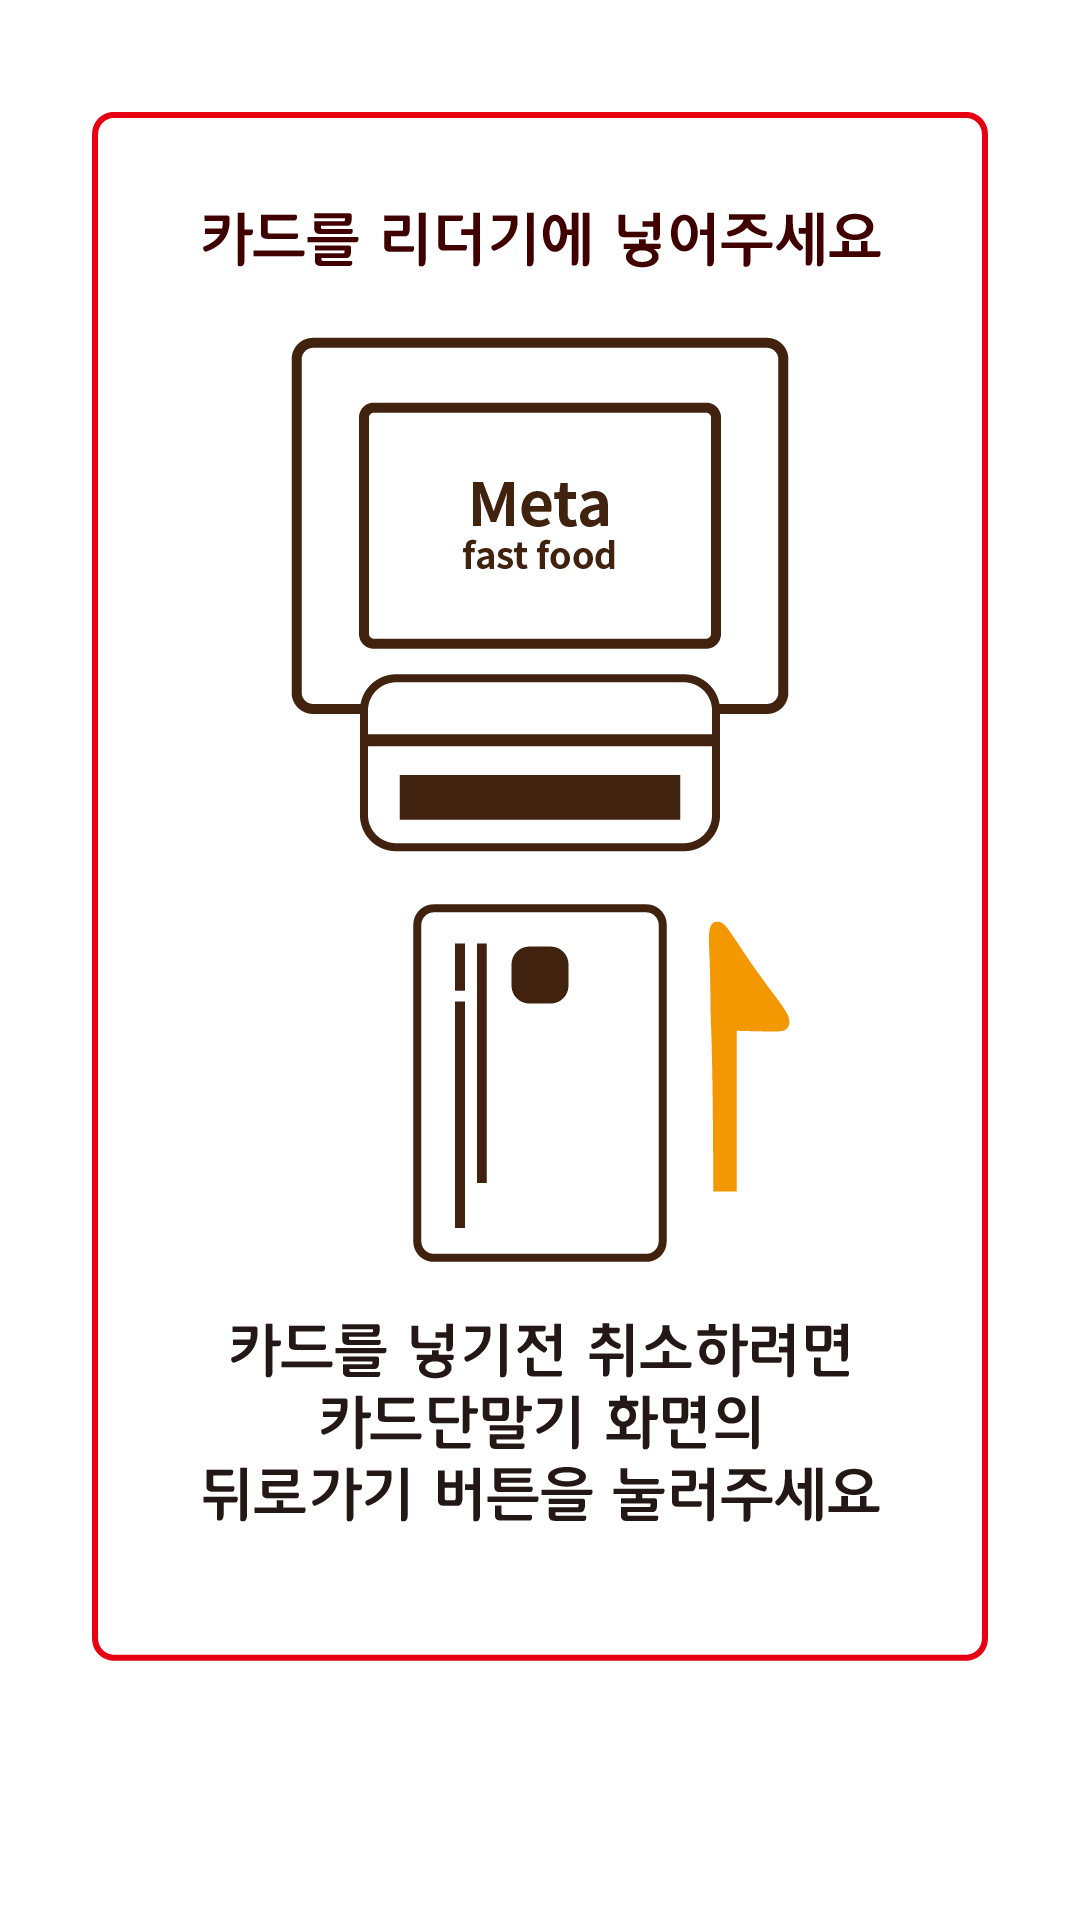 카드를 리더기에 넣어주세요
Meta
fast food
카드를 넣기전 취소하려면
카드단말기 화면의
뒤로가기 버튼을 눌러주세요